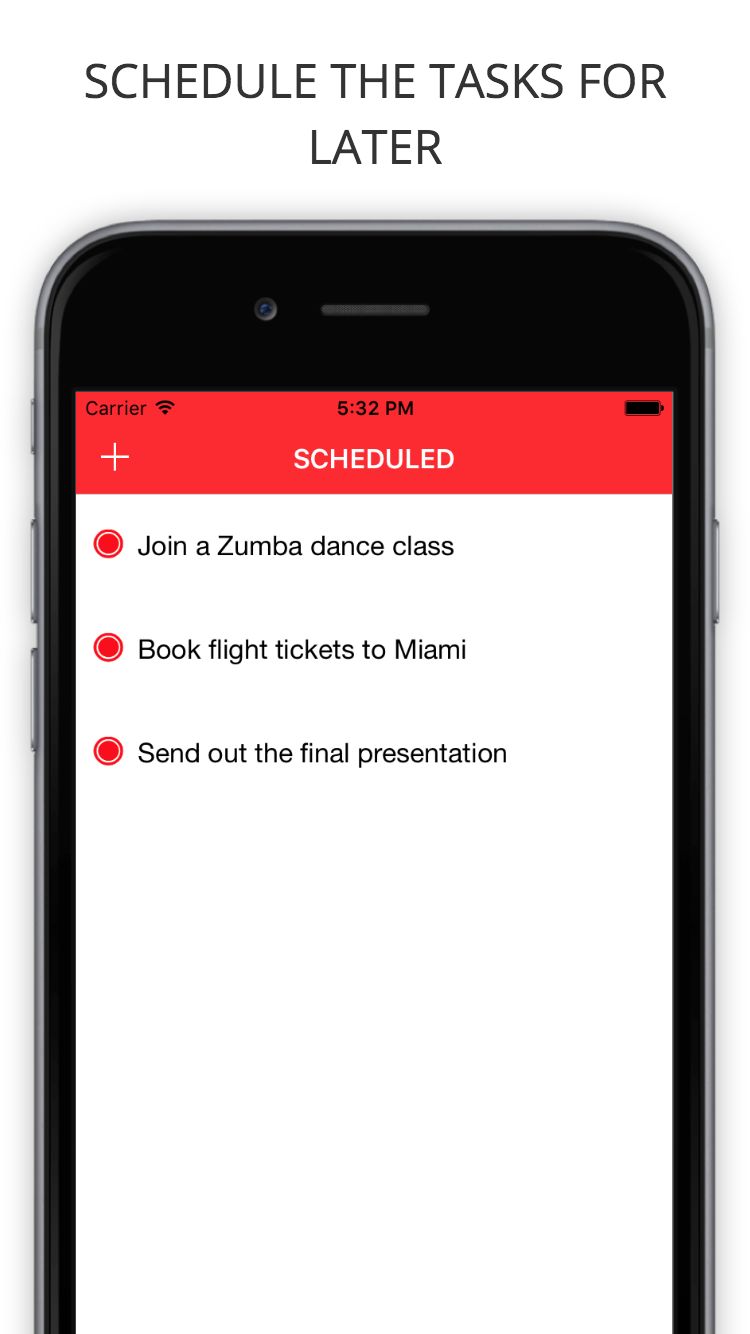 SCHEDULE THE TASKS FOR
LATER
Carrier 5:32 PM
SCHEDULED
Join a Zumba dance class
Book flight tickets to Miami
Send out the final presentation